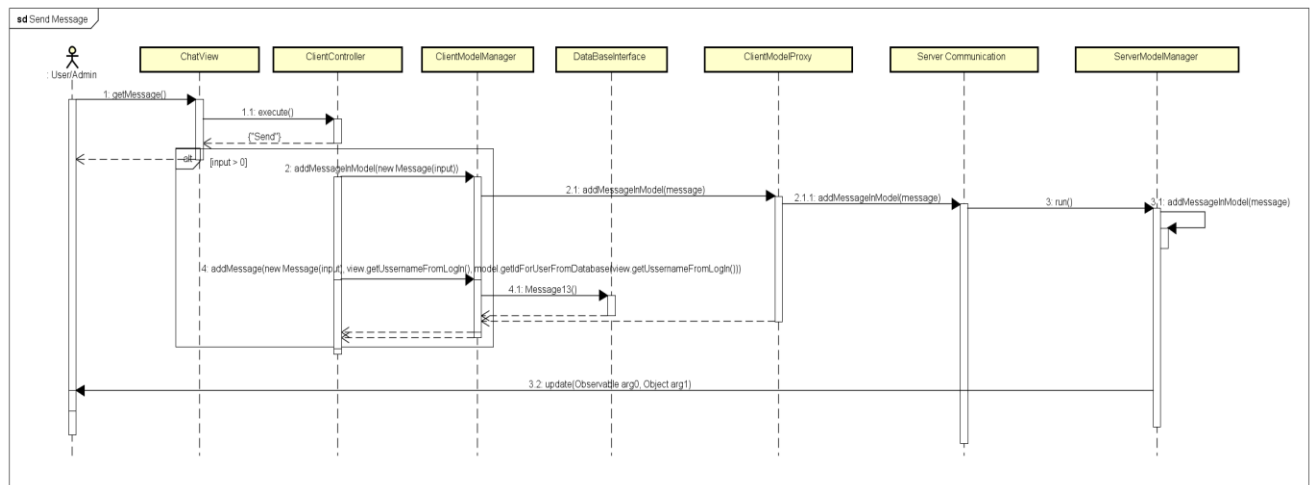 sd Send Message
: User/Admin
ChatView
ClientController
ClientModelManager
DataBaseInterface
ClientModelProxy
Server Communication
ServerModelManager
1: getMessage()
1.1: execute()
{"Send"}
alt
[input > 0]
2: addMessageInModel(new Message(input))
2.1: addMessageInModel(message)
2.1.1: addMessageInModel(message)
3: run()
3.1: addMessageInModel(message)
4: addMessage(new Message(input), view.getUssernameFromLogIn(), model.getIdForUserFromDatabase(view.getUssernameFromLogIn()))
4.1: Message13()
3.2: update(Observable arg0, Object arg1)